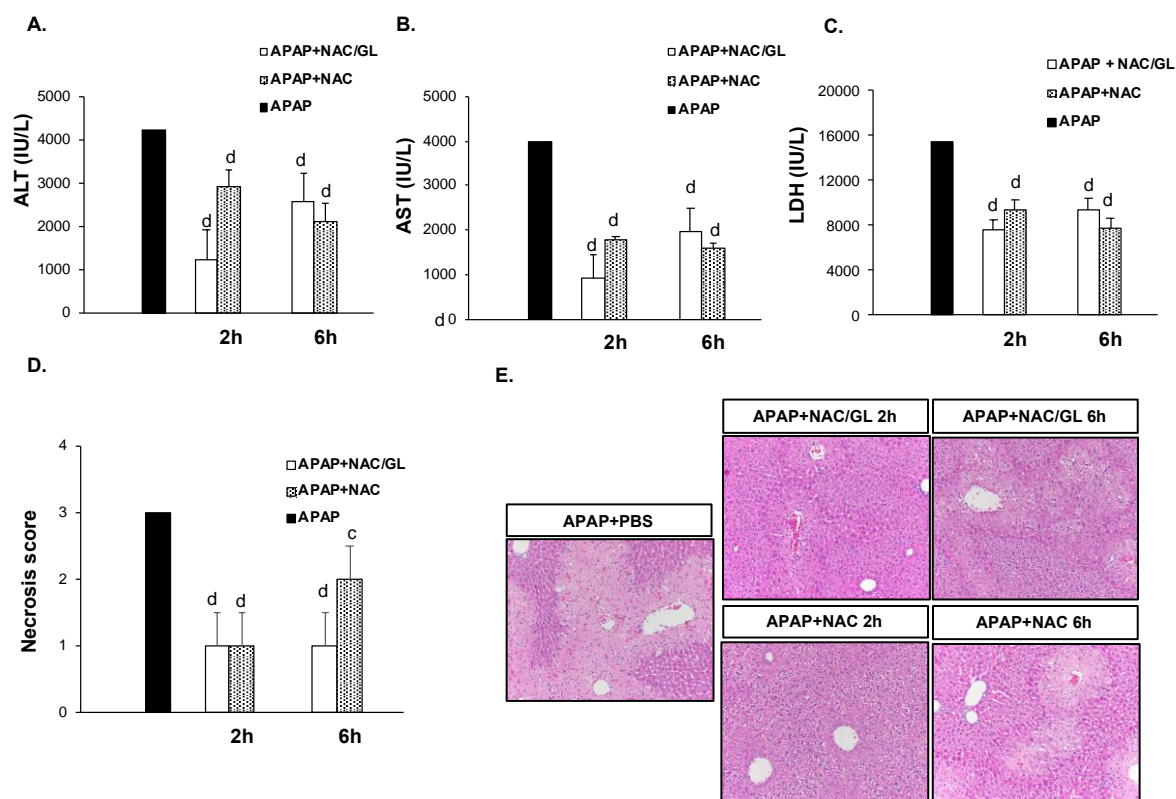 A.
APAP+NAC/GL
APAP+NAC
APAP
5000
4000
3000
2000
1000
0
ALT (IU/L)
d
d
d
d
2h
6h
B.
APAP+NAC/GL
APAP+NAC
APAP
5000
4000
3000
2000
1000
d 0
AST (IU/L)
d
d
d
d
2h
6h
C.
APAP + NAC/GL
APAP+NAC
APAP
20000
16000
12000
8000
4000
0
LDH (IU/L)
d
d
d
d
2h
6h
D.
APAP+NAC/GL
APAP+NAC
APAP
4
3
2
1
0
Necrosis score
d
d
d
c
2h
6h
E.
APAP+NAC/GL 2h
APAP+NAC/GL 6h
APAP+PBS
APAP+NAC 2h
APAP+NAC 6h